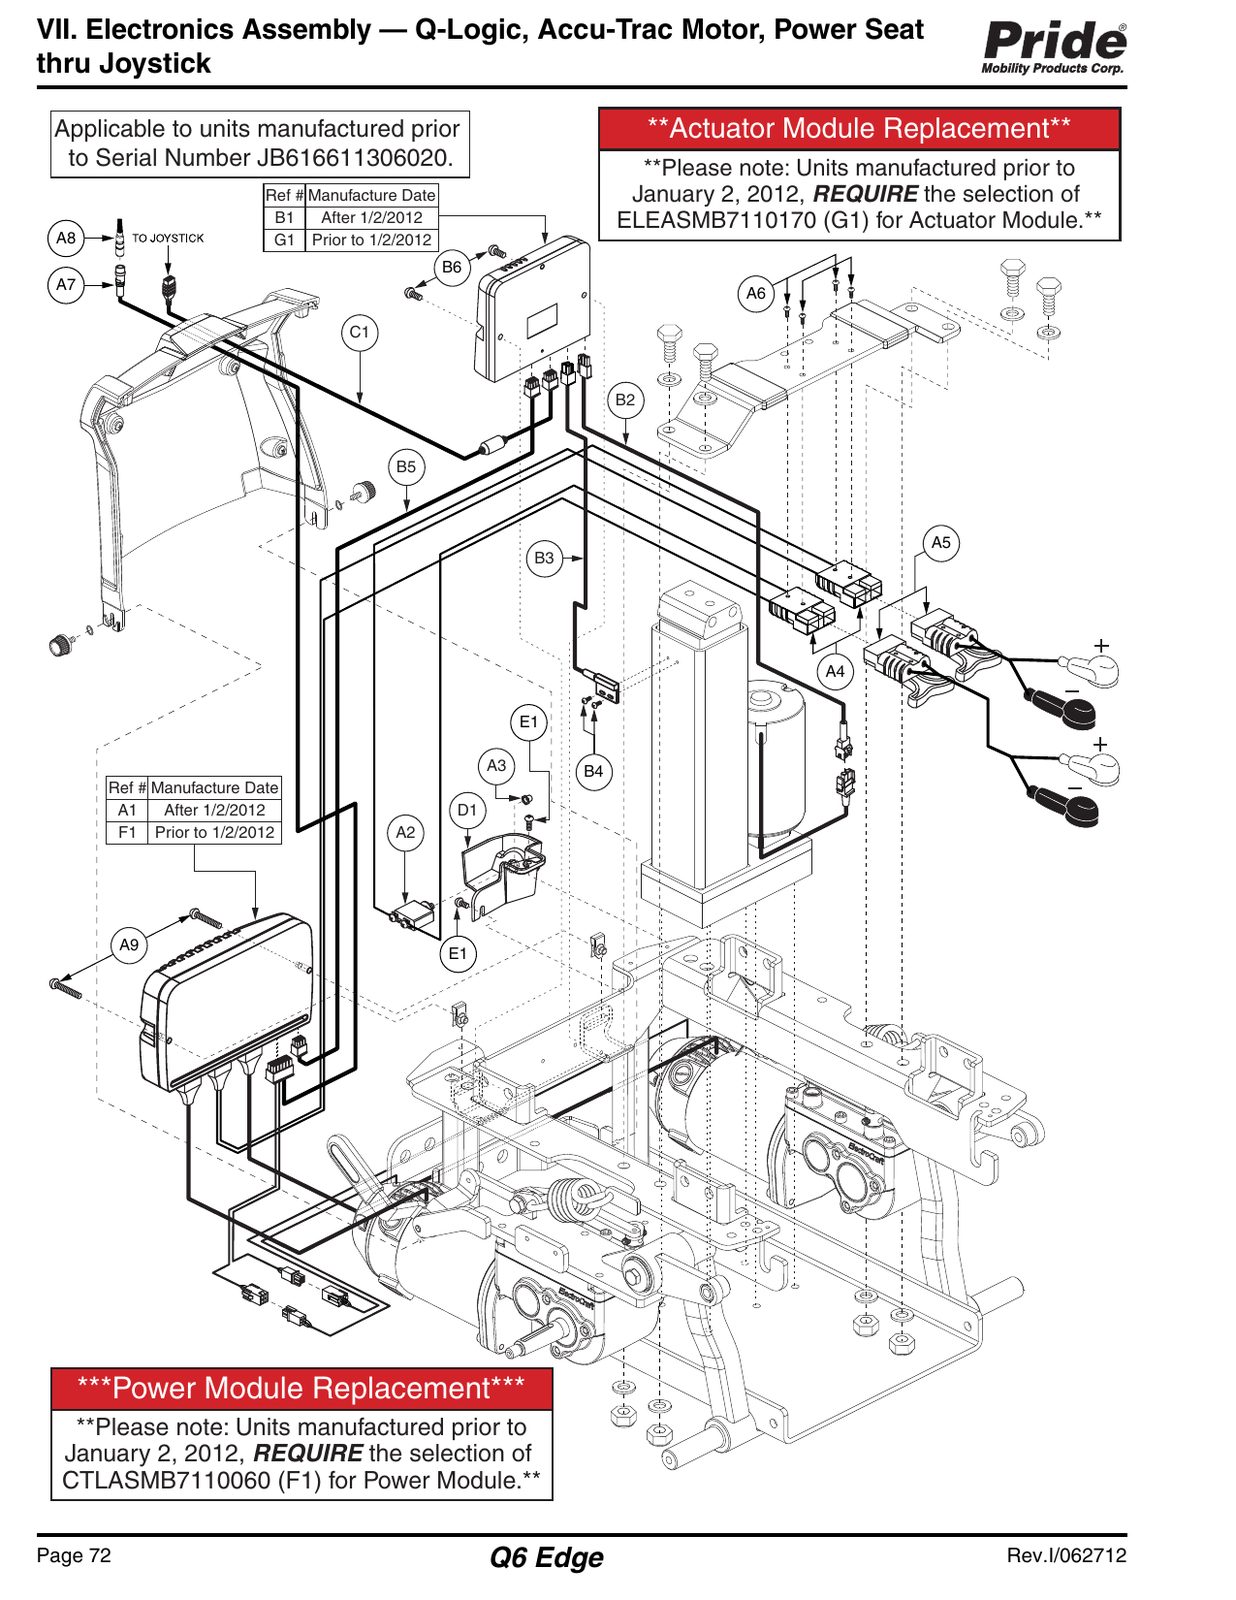 VII. Electronics Assembly — Q-Logic, Accu-Trac Motor, Power Seat
thru Joystick
Pride®
Mobility Products Corp.
Applicable to units manufactured prior
to Serial Number JB616611306020.
**Actuator Module Replacement**
**Please note: Units manufactured prior to
January 2, 2012, REQUIRE the selection of
ELEASMB7110170 (G1) for Actuator Module.**
Ref # Manufacture Date
B1 After 1/2/2012
G1 Prior to 1/2/2012
A8
TO JOYSTICK
A7
B6
A6
C1
B2
B5
B3
A5
A4
+
–
+
–
E1
A3
B4
D1
A2
E1
Ref # Manufacture Date
A1 After 1/2/2012
F1 Prior to 1/2/2012
A9
ElectroCraft
ElectroCraft
***Power Module Replacement***
**Please note: Units manufactured prior to
January 2, 2012, REQUIRE the selection of
CTLASMB7110060 (F1) for Power Module.**
Page 72
Q6 Edge
Rev.I/062712